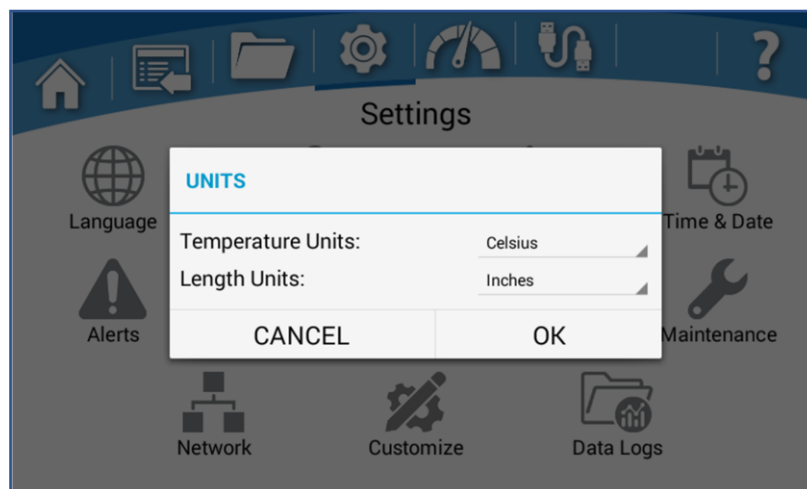 Settings
UNITS
Language
Time & Date
Temperature Units: Celsius
Length Units: Inches
Alerts
CANCEL OK
Maintenance
Network Customize Data Logs